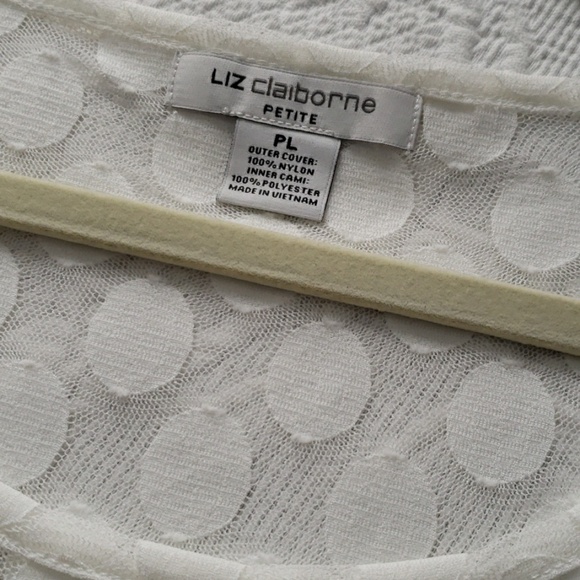 LIZ claiborne
PETITE
PL
OUTER COVER:
100% NYLON
INNER CAMI:
100% POLYESTER
MADE IN VIETNAM